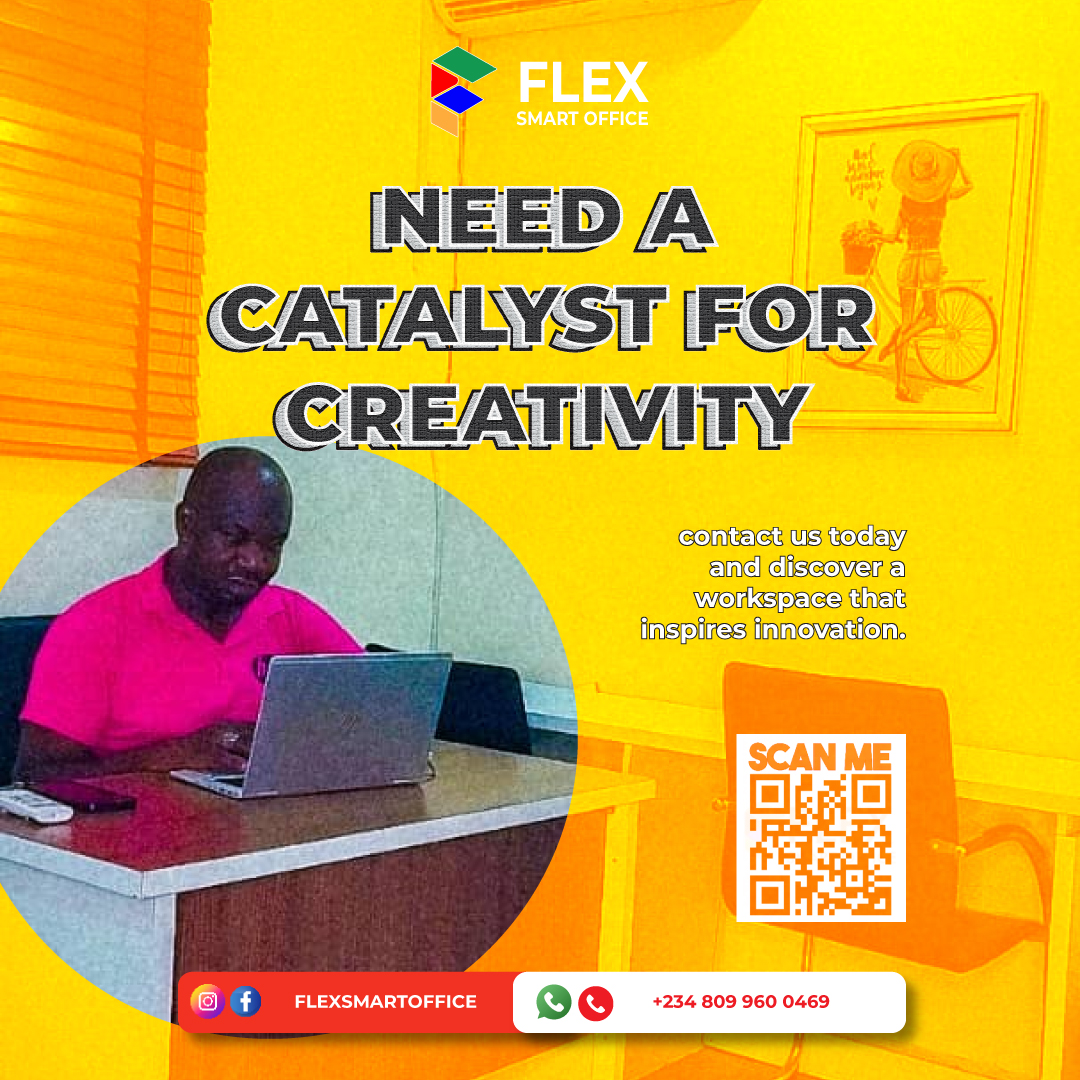 FLEX
SMART OFFICE
NEED A
CATALYST FOR
CREATIVITY
contact us today
and discover a
workspace that
inspires innovation.
SCAN ME
FLEXSMARTOFFICE
+234 809 960 0469